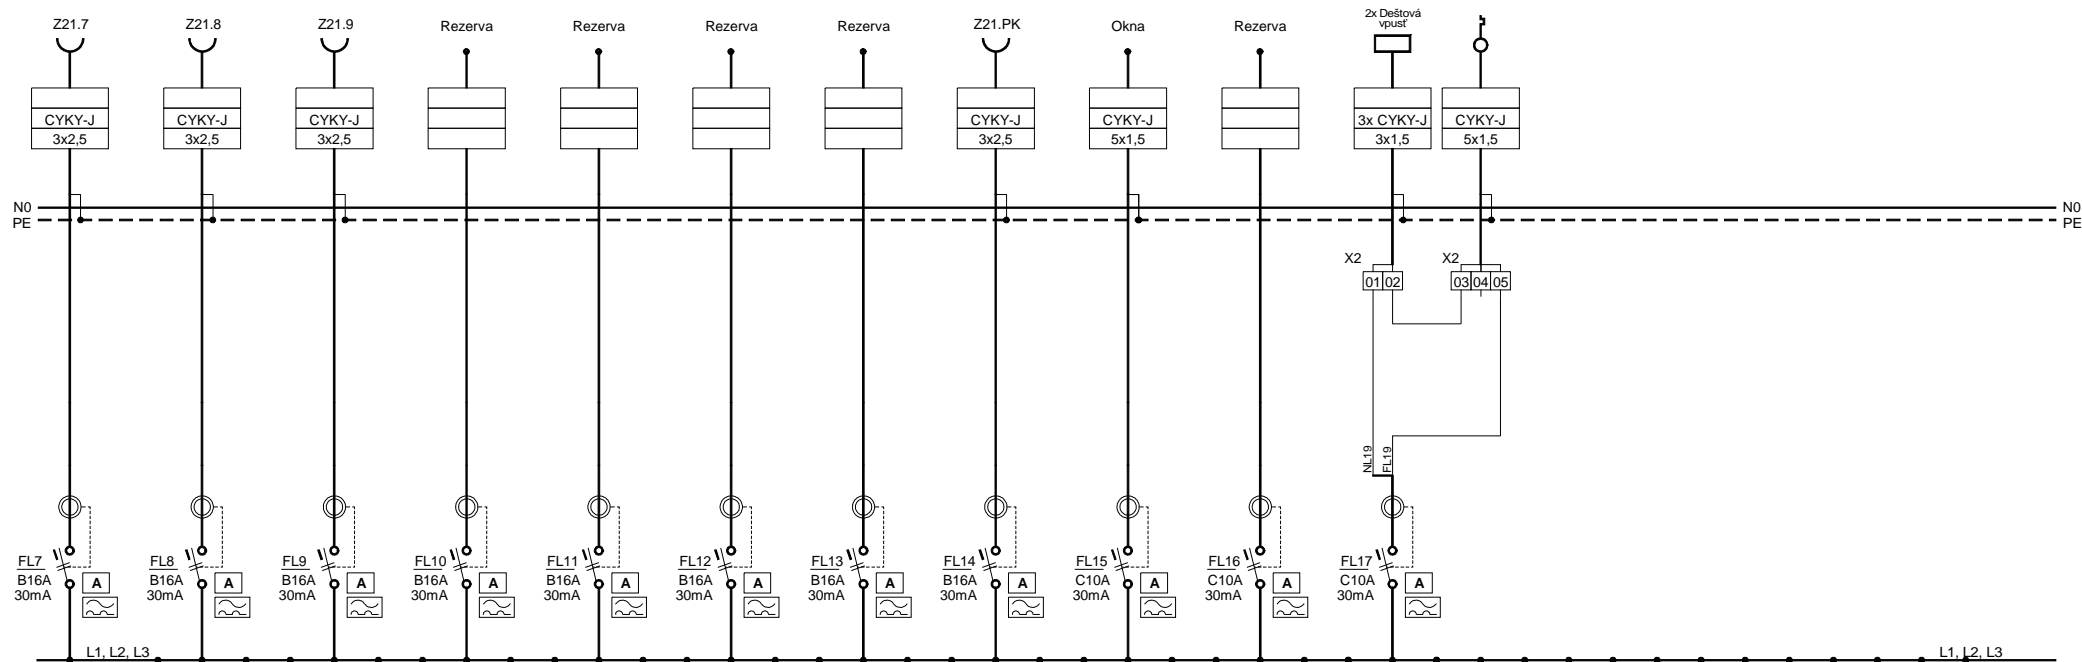 Z21.7 Z21.8 Z21.9 Rezerva Rezerva Rezerva Rezerva Z21.PK Okna Rezerva 2x Deštová
vpusť
CYKY-J CYKY-J CYKY-J CYKY-J CYKY-J 3x CYKY-J CYKY-J
3x2,5 3x2,5 3x2,5 3x2,5 5x1,5 3x1,5 5x1,5
N0 N0
PE PE
X2 X2
01 02 03 04 05
NL19 FL19
FL7 FL8 FL9 FL10 FL11 FL12 FL13 FL14 FL15 FL16 FL17
B16A B16A B16A B16A B16A B16A B16A B16A C10A C10A C10A
30mA 30mA 30mA 30mA 30mA 30mA 30mA 30mA 30mA 30mA 30mA
A A A A A A A A A A A
L1, L2, L3 L1, L2, L3